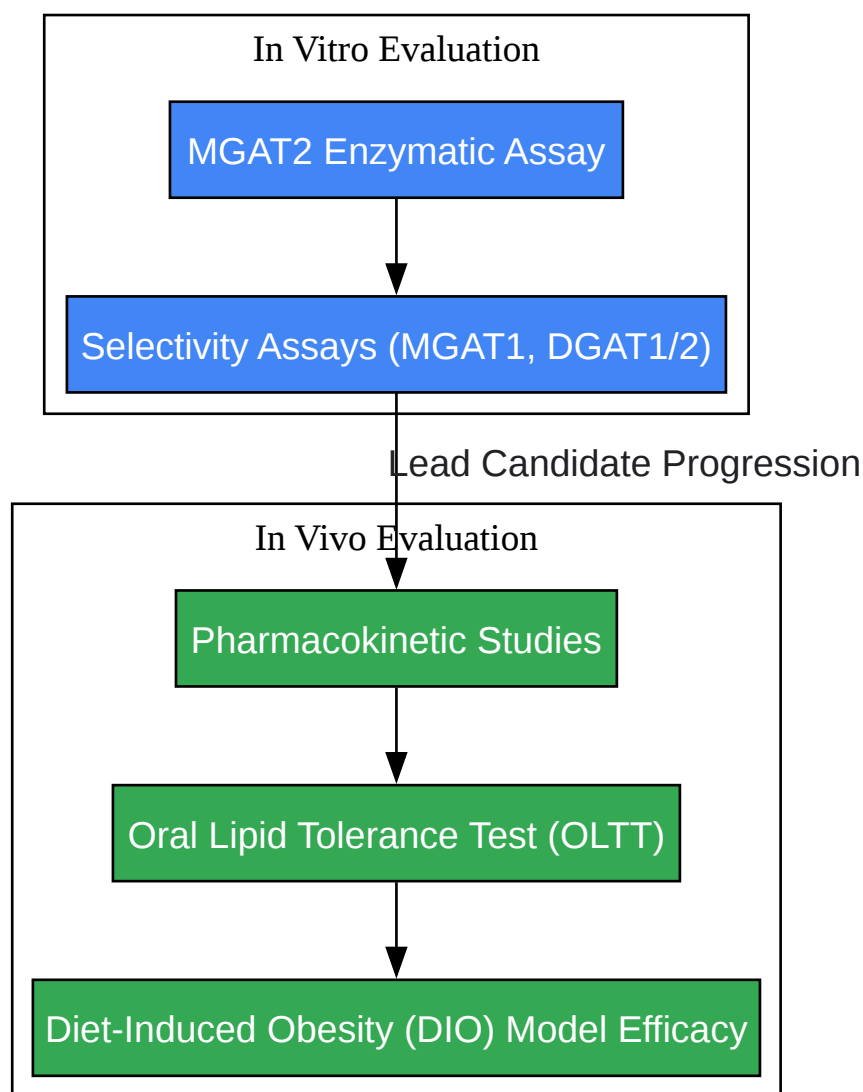 In Vitro Evaluation
MGAT2 Enzymatic Assay
Selectivity Assays (MGAT1, DGAT1/2)
Lead Candidate Progression
In Vivo Evaluation
Pharmacokinetic Studies
Oral Lipid Tolerance Test (OLTT)
Diet-Induced Obesity (DIO) Model Efficacy